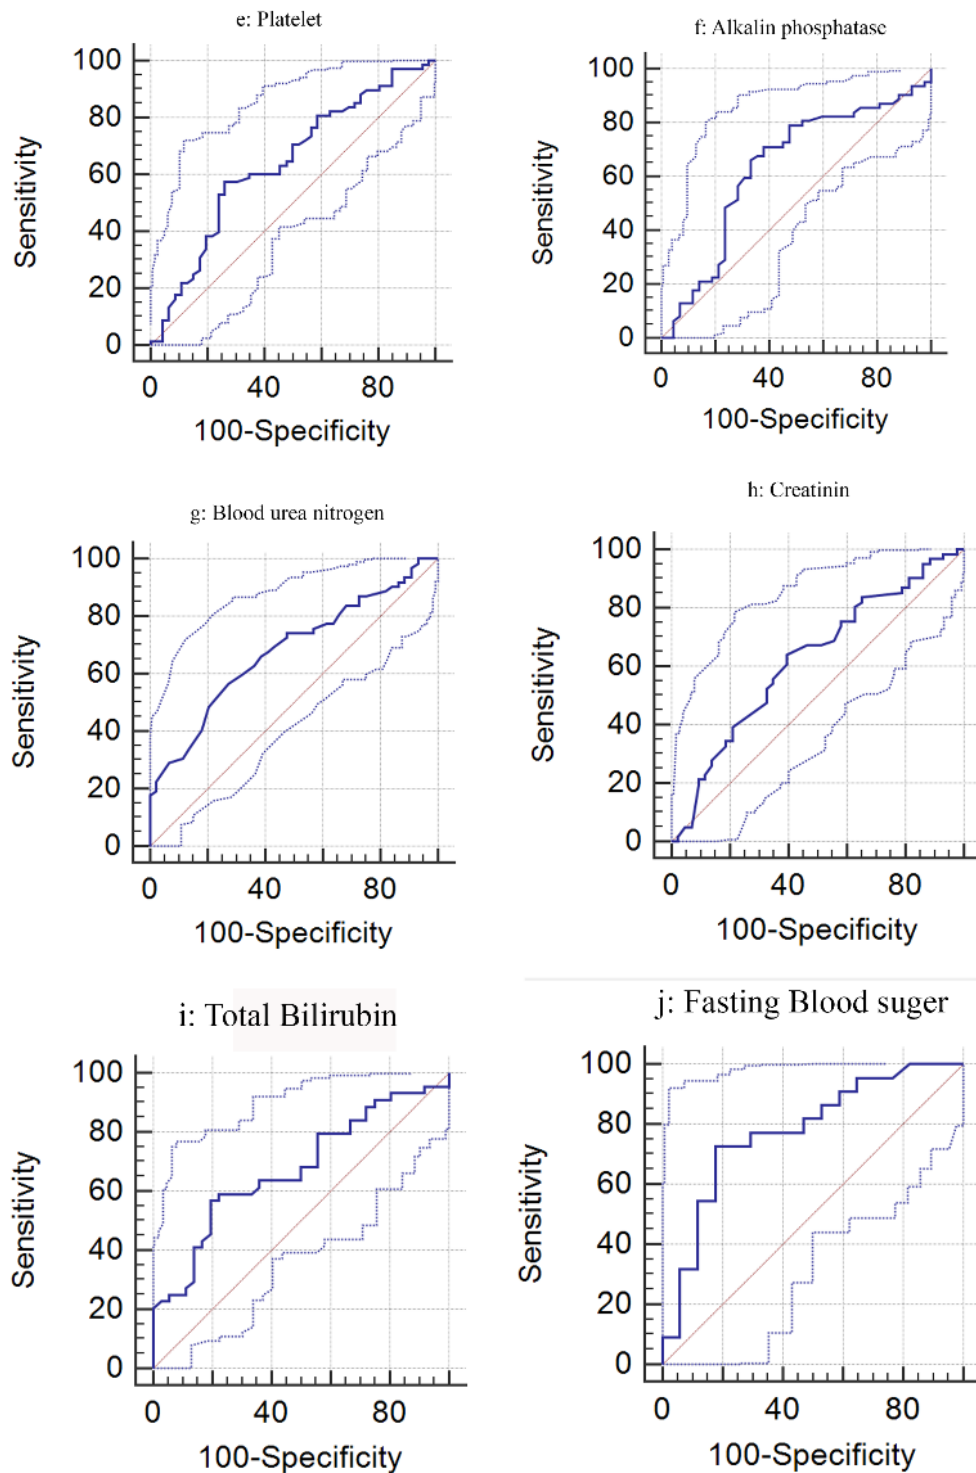 e: Platelet
100
80
60
40
20
0
Sensitivity
0 40 80
100-Specificity
f: Alkalin phosphatase
100
80
60
40
20
0
Sensitivity
0 40 80
100-Specificity
g: Blood urea nitrogen
100
80
60
40
20
0
Sensitivity
0 40 80
100-Specificity
h: Creatinin
100
80
60
40
20
0
Sensitivity
0 40 80
100-Specificity
i: Total Bilirubin
100
80
60
40
20
0
Sensitivity
0 40 80
100-Specificity
j: Fasting Blood suger
100
80
60
40
20
0
Sensitivity
0 40 80
100-Specificity